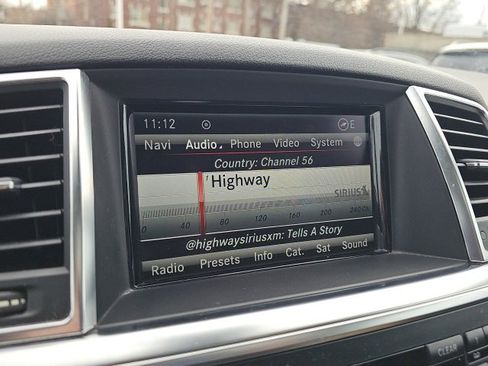 11:12 E
Navi Audio Phone Video System
Country: Channel 56
Highway
SIRIUS
0 40 80 120 160 200 240
@highwaysiriusxm: Tells A Story
Radio Presets Info Cat. Sat Sound
CLEAR